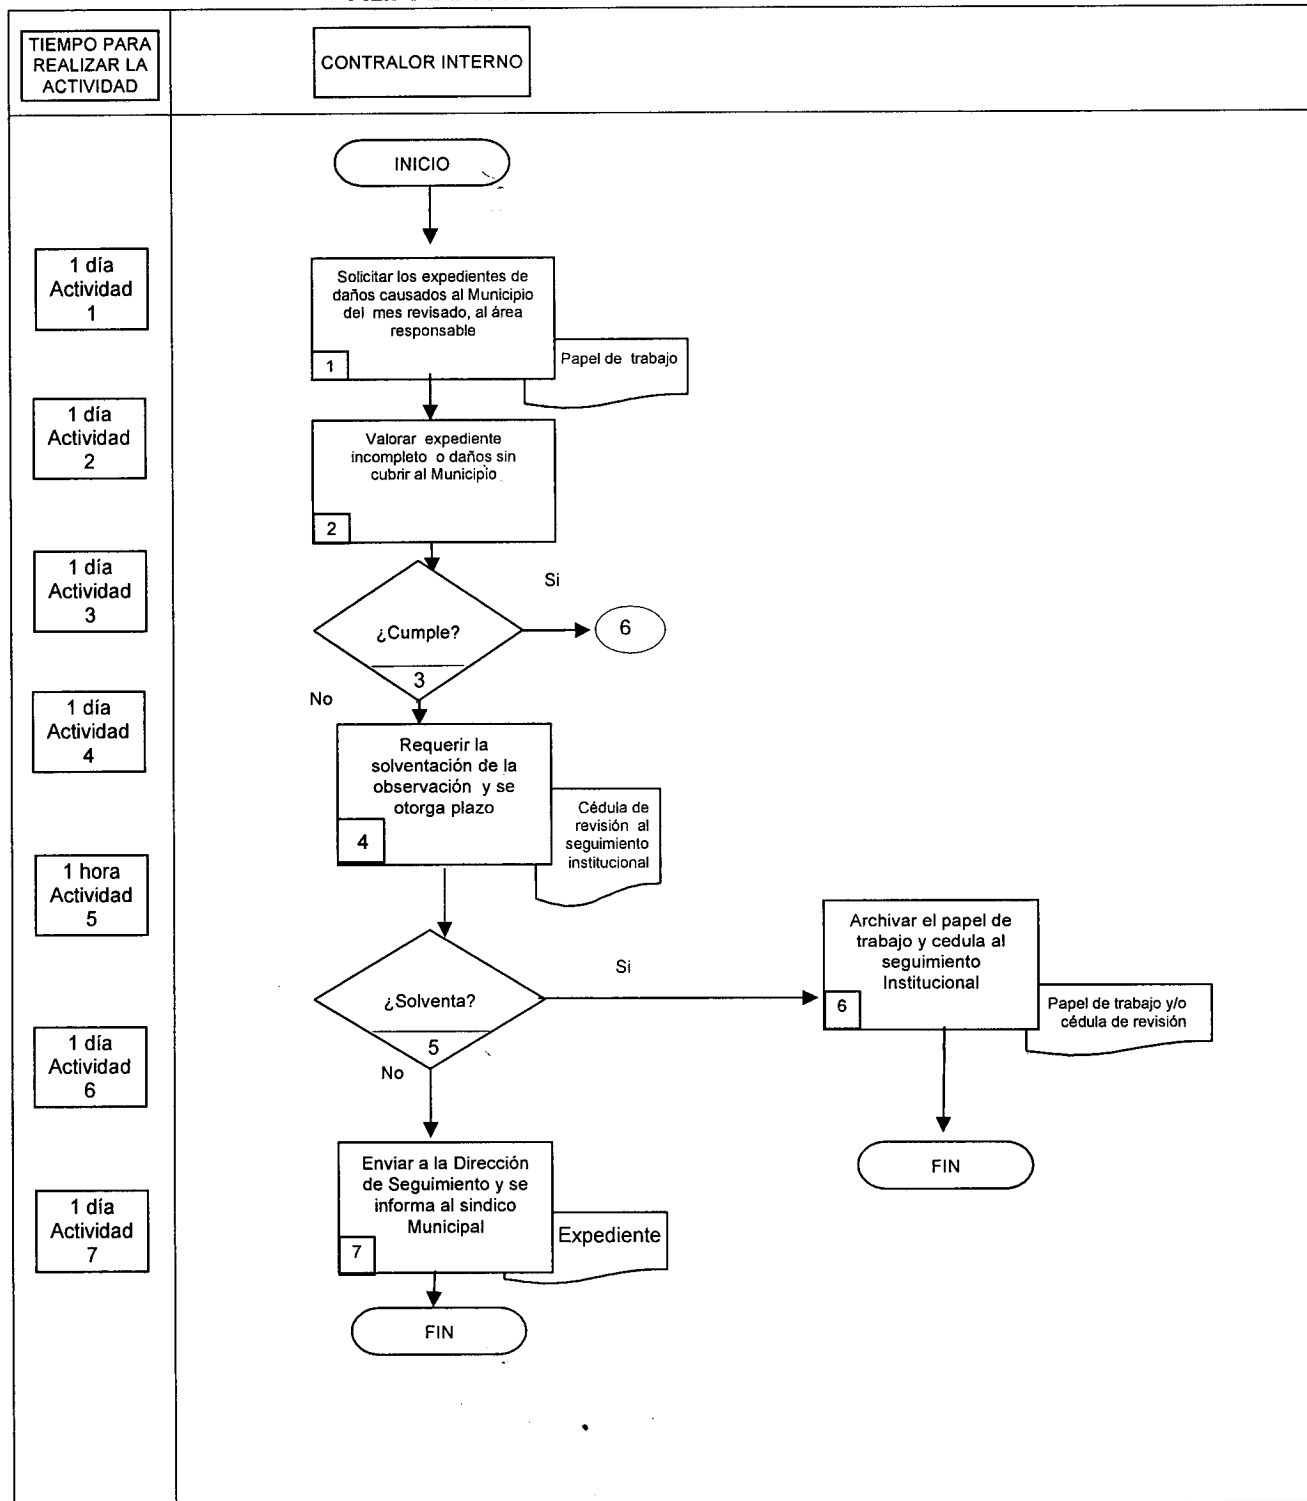 TIEMPO PARA
REALIZAR LA
ACTIVIDAD
CONTRALOR INTERNO
INICIO
1 día
Actividad
1
Solicitar los expedientes de
daños causados al Municipio
del mes revisado, al área
responsable
1
Papel de trabajo
1 día
Actividad
2
Valorar expediente
incompleto o daños sin
cubrir al Municipio
2
1 día
Actividad
3
Si
¿Cumple?
6
3
No
1 día
Actividad
4
Requerir la
solventación de la
observación y se
otorga plazo
4
Cédula de
revisión al
seguimiento
institucional
1 hora
Actividad
5
Si
¿Solventa?
5
No
Archivar el papel de
trabajo y cedula al
seguimiento
Institucional
6
Papel de trabajo y/o
cédula de revisión
FIN
1 día
Actividad
6
1 día
Actividad
7
Enviar a la Dirección
de Seguimiento y se
informa al sindico
Municipal
7
Expediente
FIN